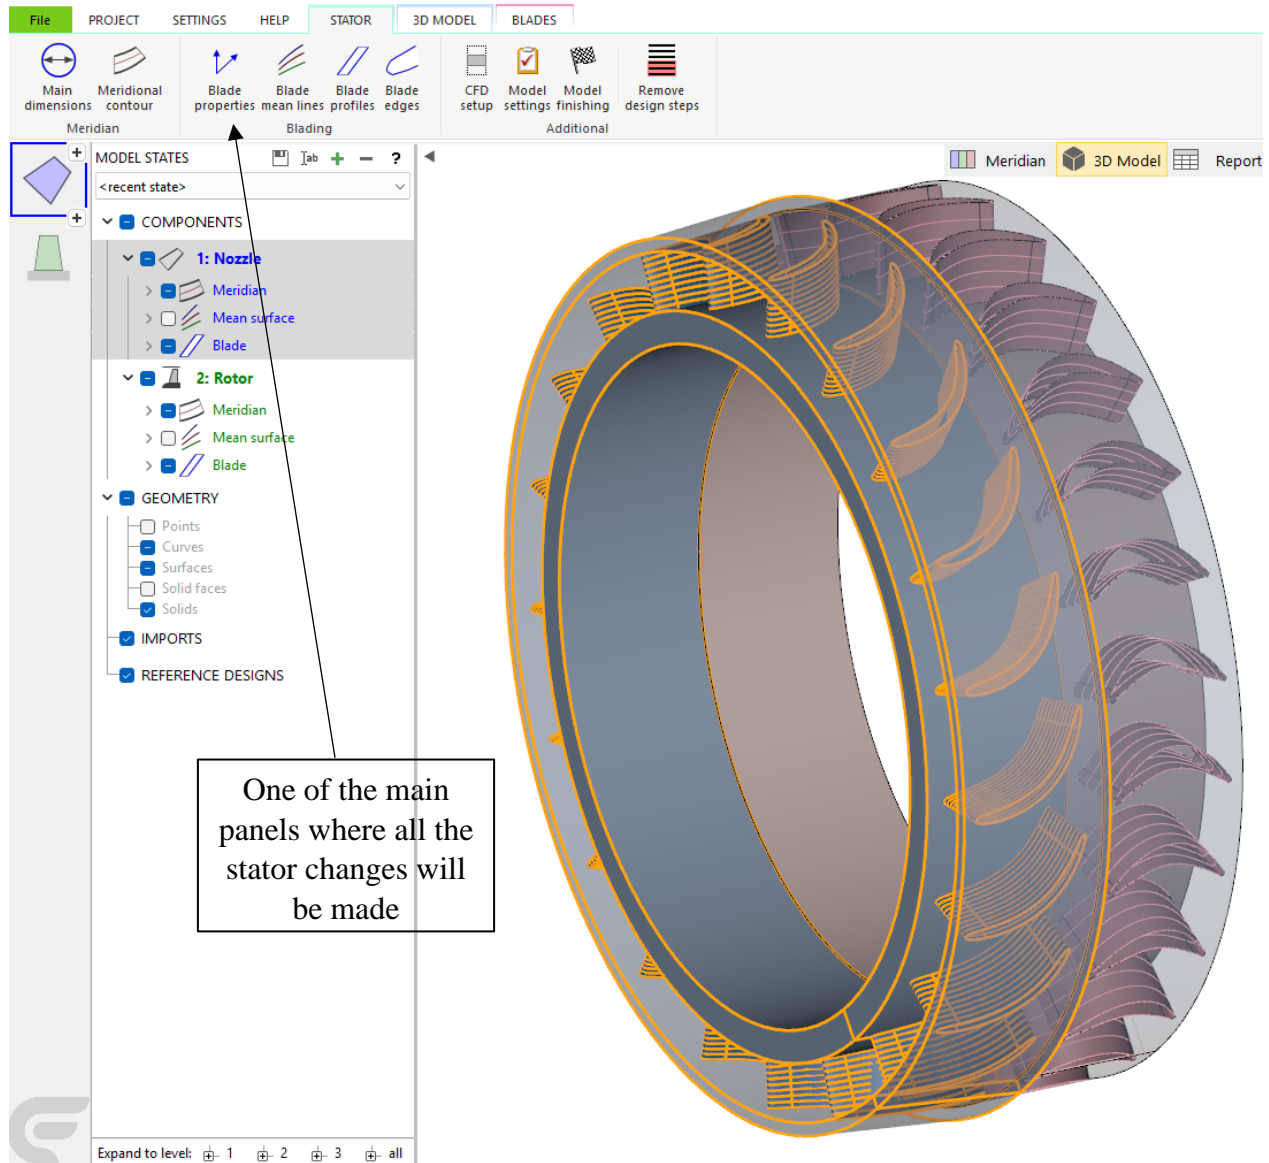 File PROJECT SETTINGS HELP STATOR 3D MODEL BLADES
Main dimensions
Meridional contour
Blade properties
Blade mean lines
Blade profiles
Blade edges
CFD setup
Model settings
Model finishing
Remove design steps
Meridian Blading Additional
MODEL STATES ab ?
Meridian 3D Model Report
<recent state>
COMPONENTS
1: Nozzle
Meridian
Mean surface
Blade
2: Rotor
Meridian
Mean surface
Blade
GEOMETRY
Points
Curves
Surfaces
Solid faces
Solids
IMPORTS
REFERENCE DESIGNS
One of the main
panels where all the
stator changes will
be made
Expand to level: 1 2 3 all